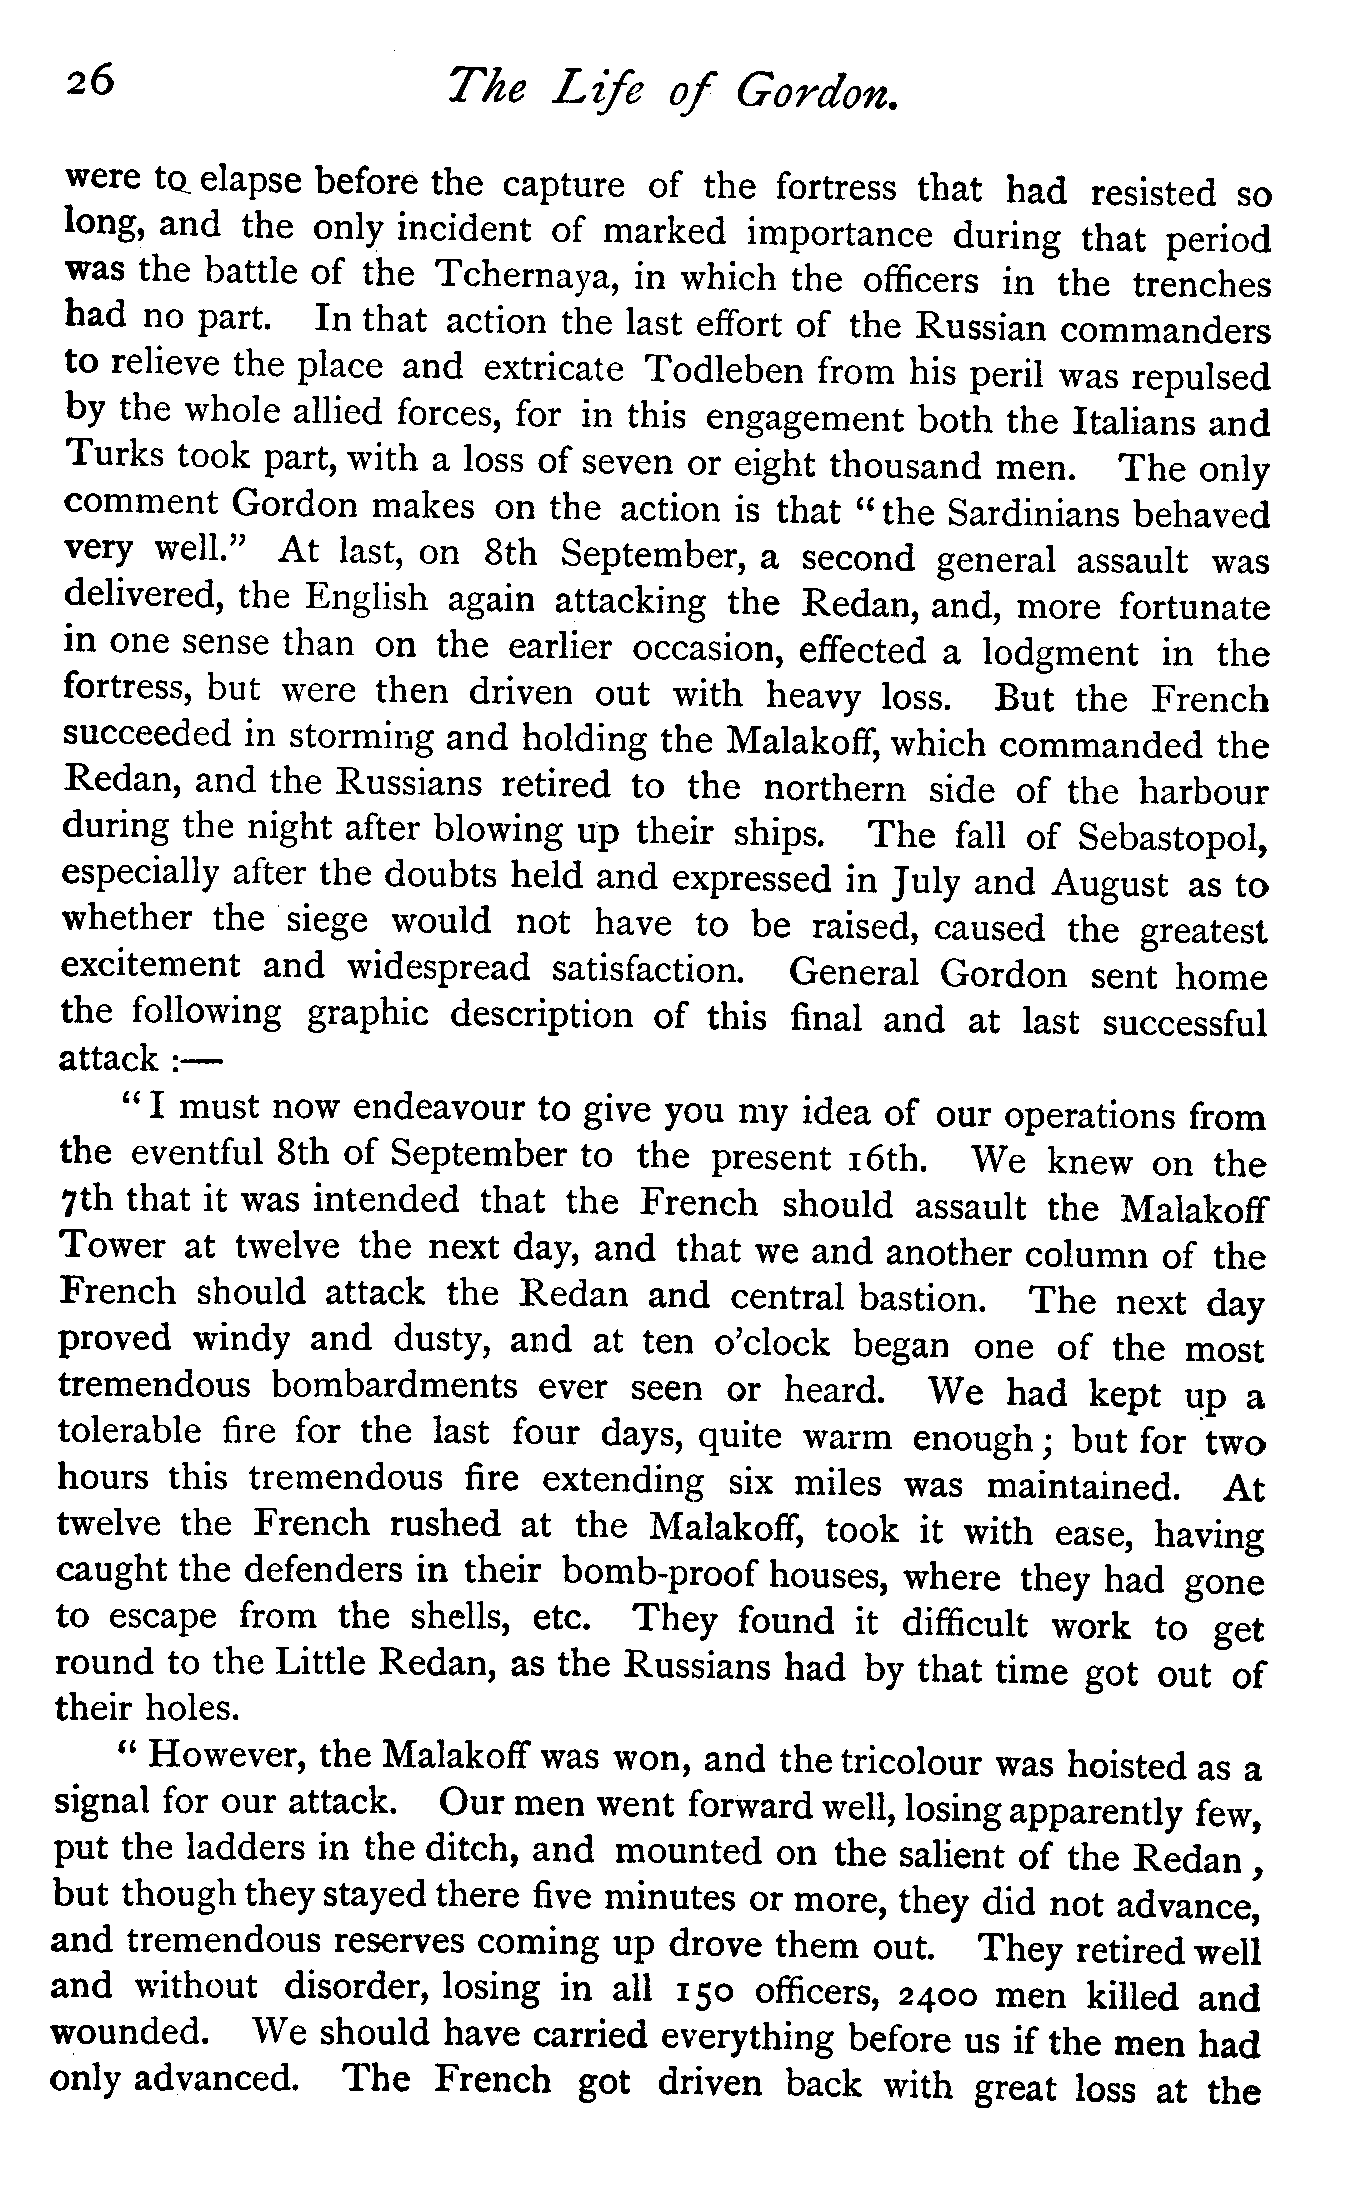 26 The Life of Gordon.
were to elapse before the capture of the fortress that had resisted so
long, and the only incident of marked importance during that period
was the battle of the Tchernaya, in which the officers in the trenches
had no part. In that action the last effort of the Russian commanders
to relieve the place and extricate Todleben from his peril was repulsed
by the whole allied forces, for in this engagement both the Italians and
Turks took part, with a loss of seven or eight thousand men. The only
comment Gordon makes on the action is that “the Sardinians behaved
very well.” At last, on 8th September, a second general assault was
delivered, the English again attacking the Redan, and, more fortunate
in one sense than on the earlier occasion, effected a lodgment in the
fortress, but were then driven out with heavy loss. But the French
succeeded in storming and holding the Malakoff, which commanded the
Redan, and the Russians retired to the northern side of the harbour
during the night after blowing up their ships. The fall of Sebastopol,
especially after the doubts held and expressed in July and August as to
whether the siege would not have to be raised, caused the greatest
excitement and widespread satisfaction. General Gordon sent home
the following graphic description of this final and at last successful
attack :—
“I must now endeavour to give you my idea of our operations from
the eventful 8th of September to the present 16th. We knew on the
7th that it was intended that the French should assault the Malakoff
Tower at twelve the next day, and that we and another column of the
French should attack the Redan and central bastion. The next day
proved windy and dusty, and at ten o’clock began one of the most
tremendous bombardments ever seen or heard. We had kept up a
tolerable fire for the last four days, quite warm enough; but for two
hours this tremendous fire extending six miles was maintained. At
twelve the French rushed at the Malakoff, took it with ease, having
caught the defenders in their bomb-proof houses, where they had gone
to escape from the shells, etc. They found it difficult work to get
round to the Little Redan, as the Russians had by that time got out of
their holes.
“However, the Malakoff was won, and the tricolour was hoisted as a
signal for our attack. Our men went forward well, losing apparently few,
put the ladders in the ditch, and mounted on the salient of the Redan,
but though they stayed there five minutes or more, they did not advance,
and tremendous reserves coming up drove them out. They retired well
and without disorder, losing in all 150 officers, 2400 men killed and
wounded. We should have carried everything before us if the men had
only advanced. The French got driven back with great loss at the